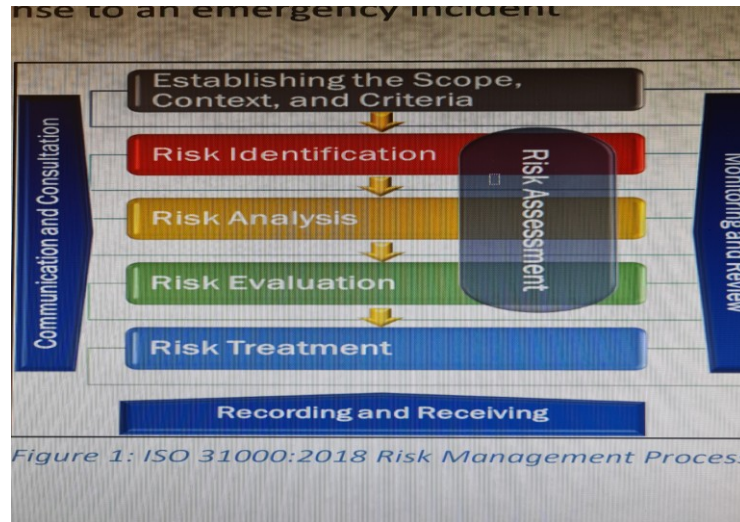 nse to an emergency incident
Establishing the Scope,
Context, and Criteria
Risk Identification
Risk Analysis
Risk Evaluation
Risk Treatment
Risk Assessment
Communication and Consultation
Monitoring and Review
Recording and Receiving
Figure 1: ISO 31000:2018 Risk Management Process